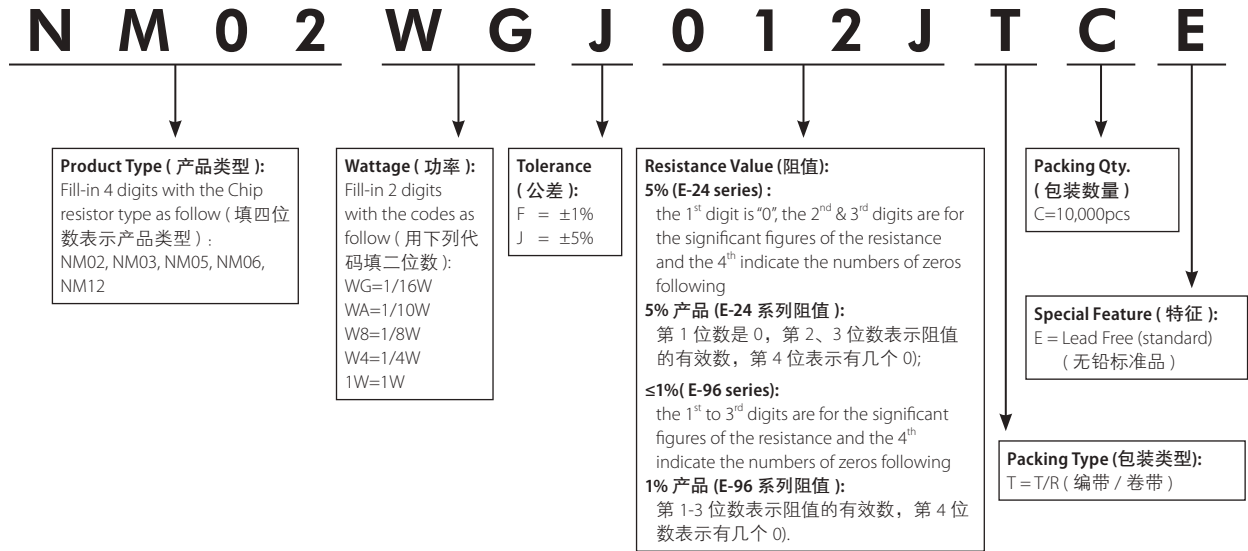 N M 0 2 W G J 0 1 2 J T C E
Product Type ( 产品类型 ):
Fill-in 4 digits with the Chip
resistor type as follow ( 填四位
数表示产品类型 ) :
NM02, NM03, NM05, NM06,
NM12
Wattage ( 功率 ):
Fill-in 2 digits
with the codes as
follow ( 用下列代
码填二位数 ):
WG=1/16W
WA=1/10W
W8=1/8W
W4=1/4W
1W=1W
Tolerance
( 公差 ):
F = ±1%
J = ±5%
Resistance Value (阻值):
5% (E-24 series) :
the 1st digit is "0", the 2nd & 3rd digits are for
the significant figures of the resistance
and the 4th indicate the numbers of zeros
following
5% 产品 (E-24 系列阻值 ):
第 1 位数是 0，第 2、3 位数表示阻值
的有效数，第 4 位表示有几个 0);
≤1%( E-96 series):
the 1st to 3rd digits are for the significant
figures of the resistance and the 4th
indicate the numbers of zeros following
1% 产品 (E-96 系列阻值 ):
第 1-3 位数表示阻值的有效数，第 4 位
数表示有几个 0).
Packing Qty.
( 包装数量 )
C=10,000pcs
Special Feature ( 特征 ):
E = Lead Free (standard)
( 无铅标准品 )
Packing Type (包装类型):
T = T/R ( 编带 / 卷带 )